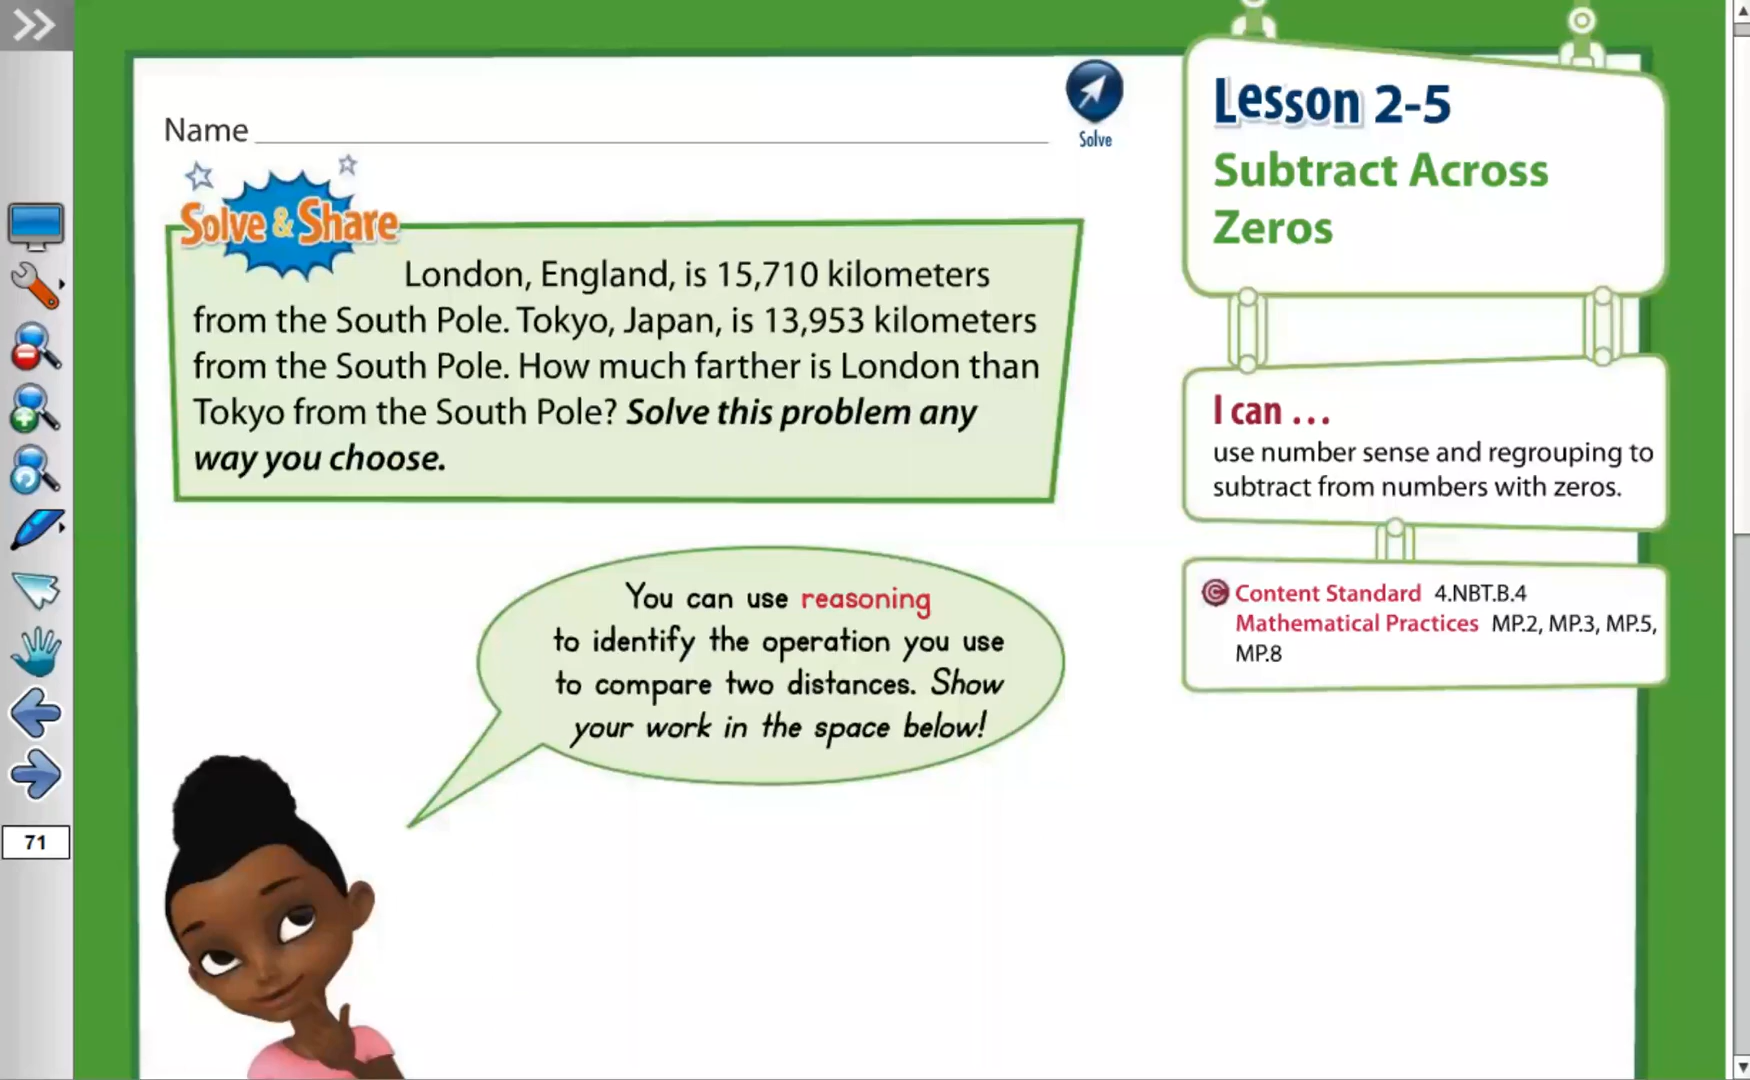 Name
Solve
Solve & Share
London, England, is 15,710 kilometers
from the South Pole. Tokyo, Japan, is 13,953 kilometers
from the South Pole. How much farther is London than
Tokyo from the South Pole? Solve this problem any
way you choose.
You can use reasoning
to identify the operation you use
to compare two distances. Show
your work in the space below!
Lesson 2-5
Subtract Across
Zeros
I can ...
use number sense and regrouping to
subtract from numbers with zeros.
© Content Standard 4.NBT.B.4
Mathematical Practices MP.2, MP.3, MP.5,
MP.8
71